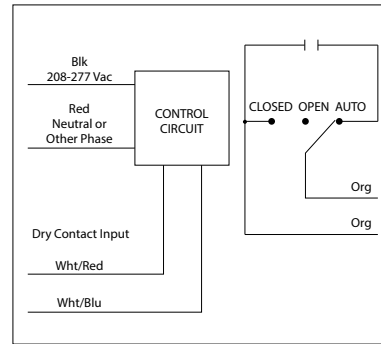 Blk
208-277 Vac
Red
Neutral or
Other Phase
CONTROL
CIRCUIT
CLOSED OPEN AUTO
Org
Org
Dry Contact Input
Wht/Red
Wht/Blu